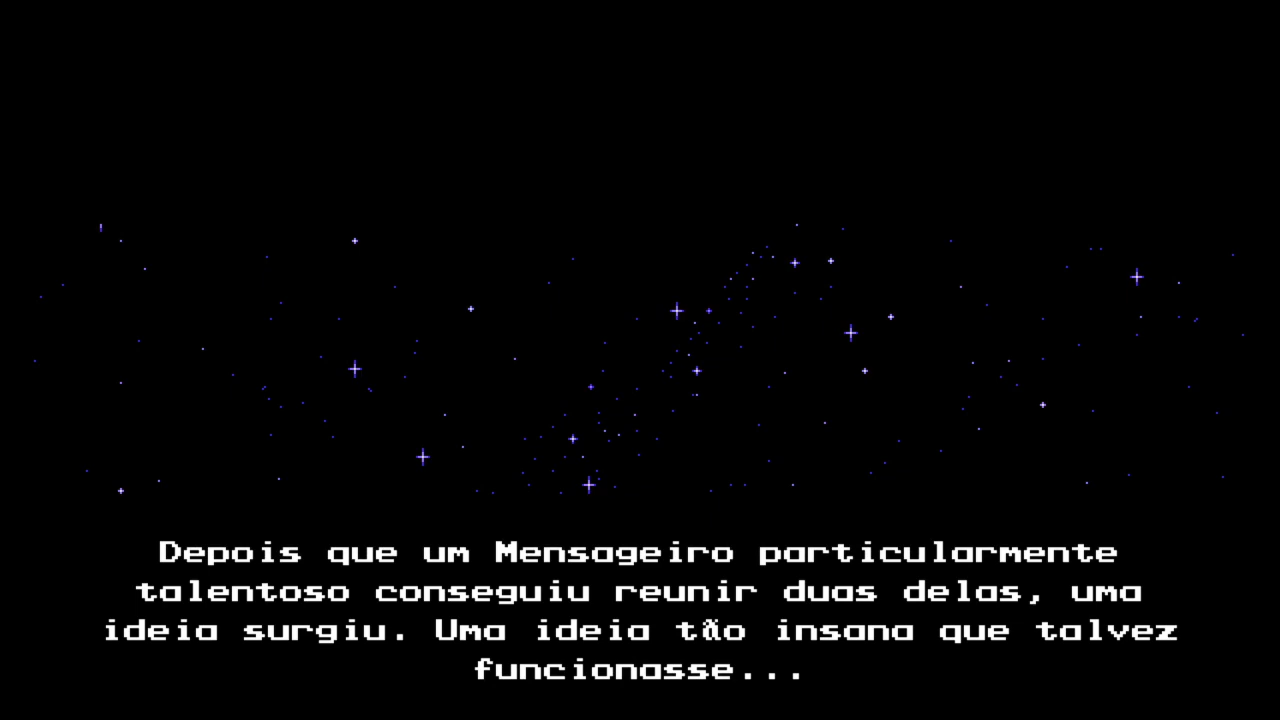 Depois que um Mensageiro particularmente
talentoso conseguiu reunir duas delas, uma
ideia surgiu. Uma ideia tão insana que talvez
funcionasse...